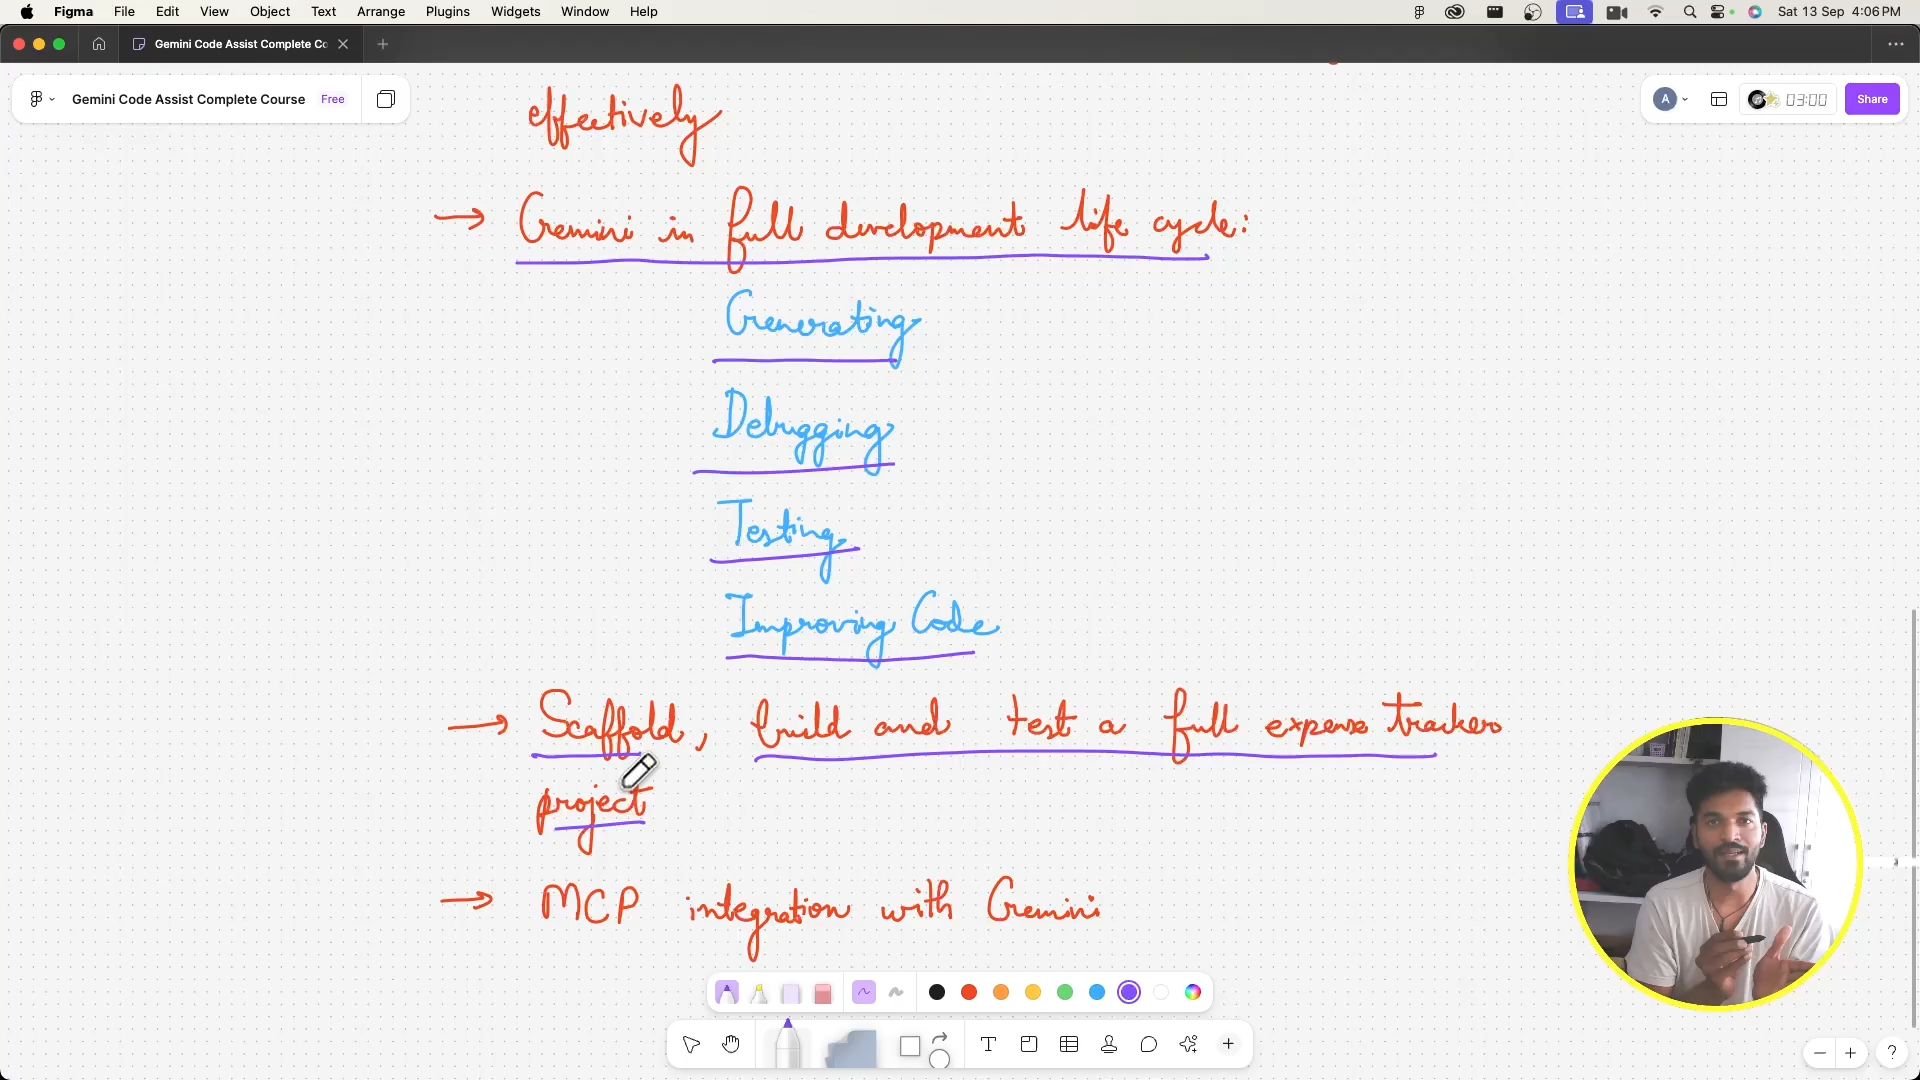 Figma File Edit View Object Text Arrange Plugins Widgets Window Help Sat 13 Sep 4:06 PM
Gemini Code Assist Complete Co
Gemini Code Assist Complete Course Free A 03:00 Share
effectively
→ Gemini in full development life cycle:
Generating
Debugging
Testing
Improving Code
→ Scaffold, build and test a full expense tracker
project
→ MCP integration with Gemini